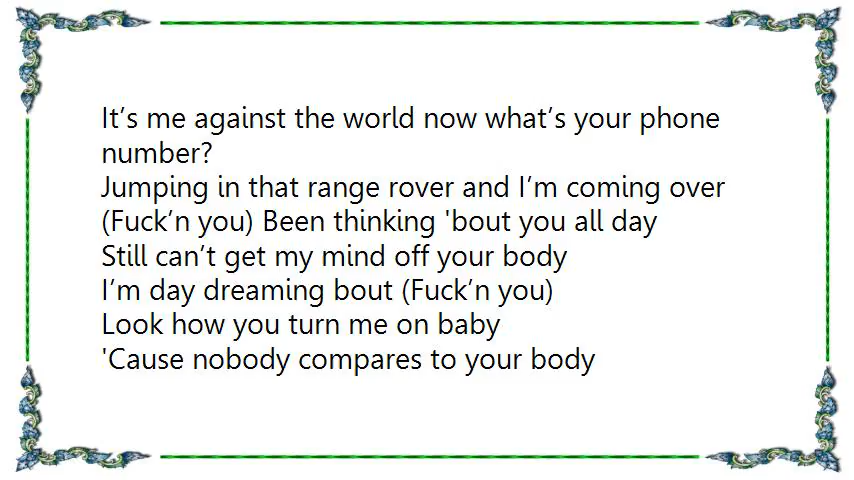 It’s me against the world now what’s your phone
number?
Jumping in that range rover and I’m coming over
(Fuck’n you) Been thinking 'bout you all day
Still can’t get my mind off your body
I’m day dreaming bout (Fuck’n you)
Look how you turn me on baby
'Cause nobody compares to your body